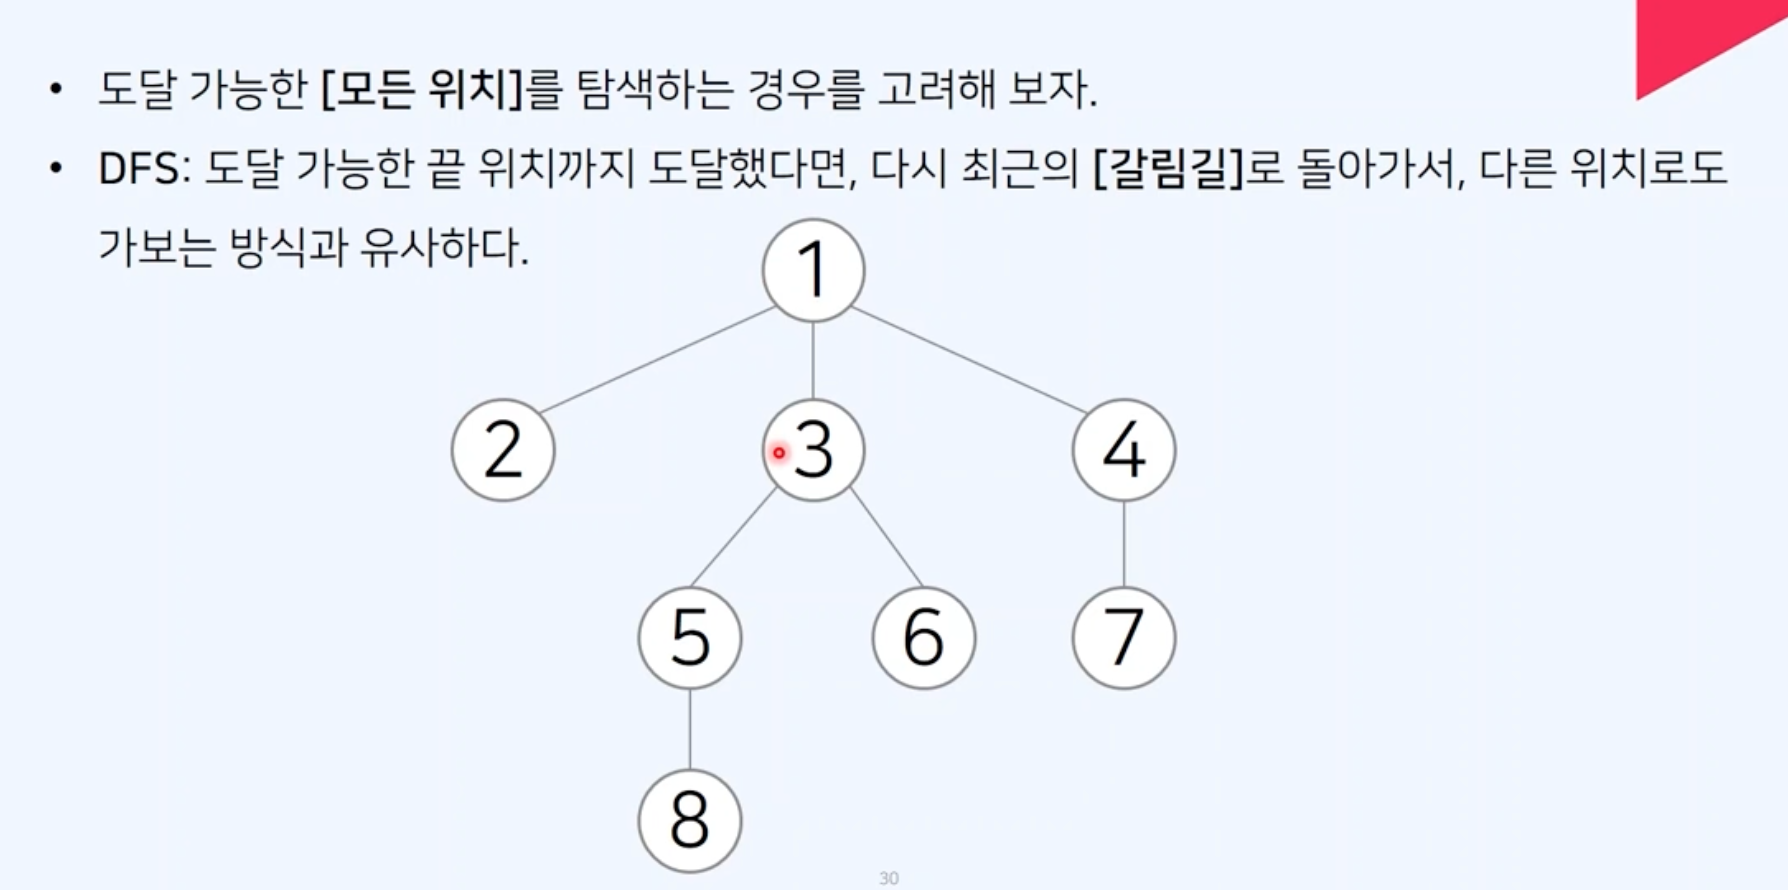 • 도달 가능한 [모든 위치]를 탐색하는 경우를 고려해 보자.
• DFS: 도달 가능한 끝 위치까지 도달했다면, 다시 최근의 [갈림길]로 돌아가서, 다른 위치로도
가보는 방식과 유사하다.
1
2 3 4
5 6 7
8
30